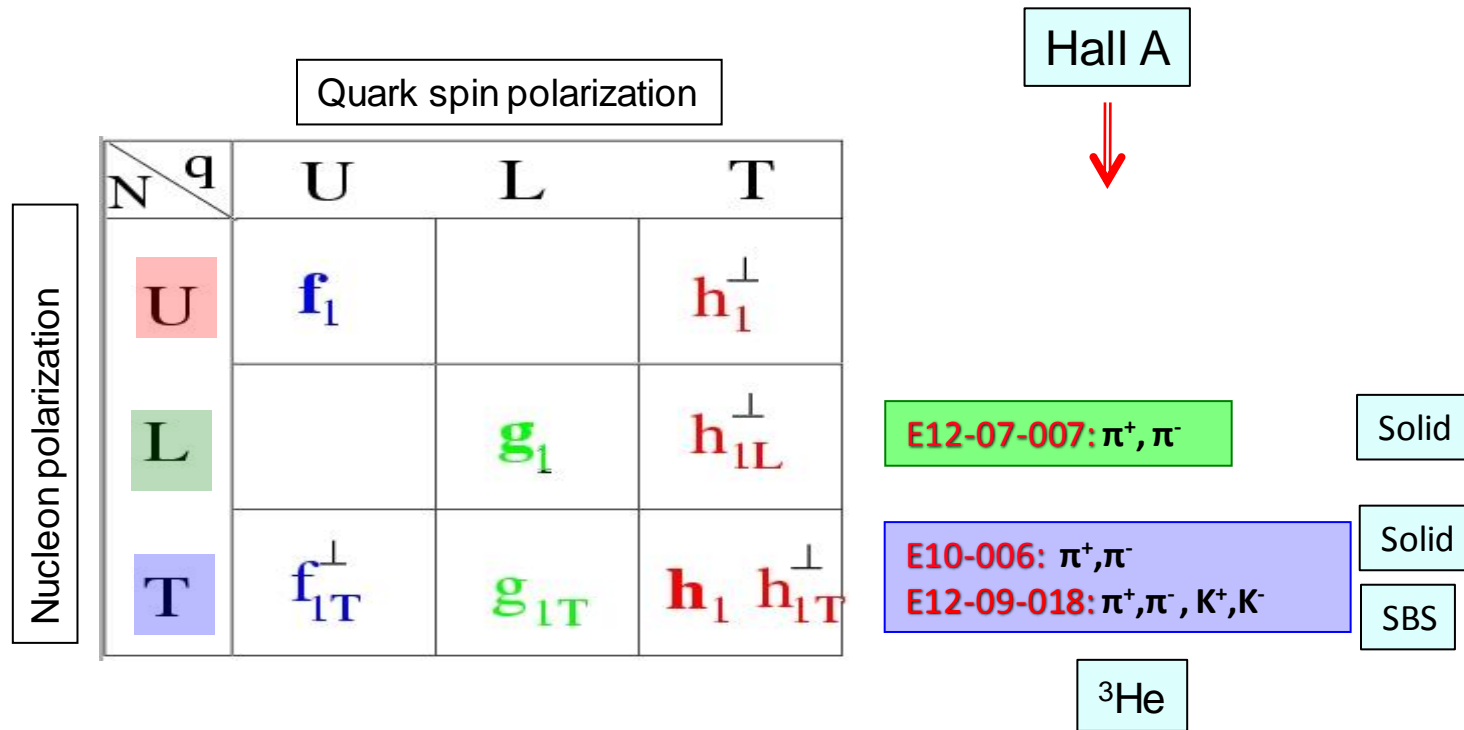 Hall A
Quark spin polarization
Nucleon polarization
N q U L T
U f₁ h₁^⊥
L g₁ h₁L^⊥
E12-07-007: π⁺, π⁻
Solid
T f₁T^⊥ g₁T h₁ h₁T^⊥
E10-006: π⁺,π⁻
Solid
E12-09-018: π⁺,π⁻, K⁺,K⁻
SBS
³He